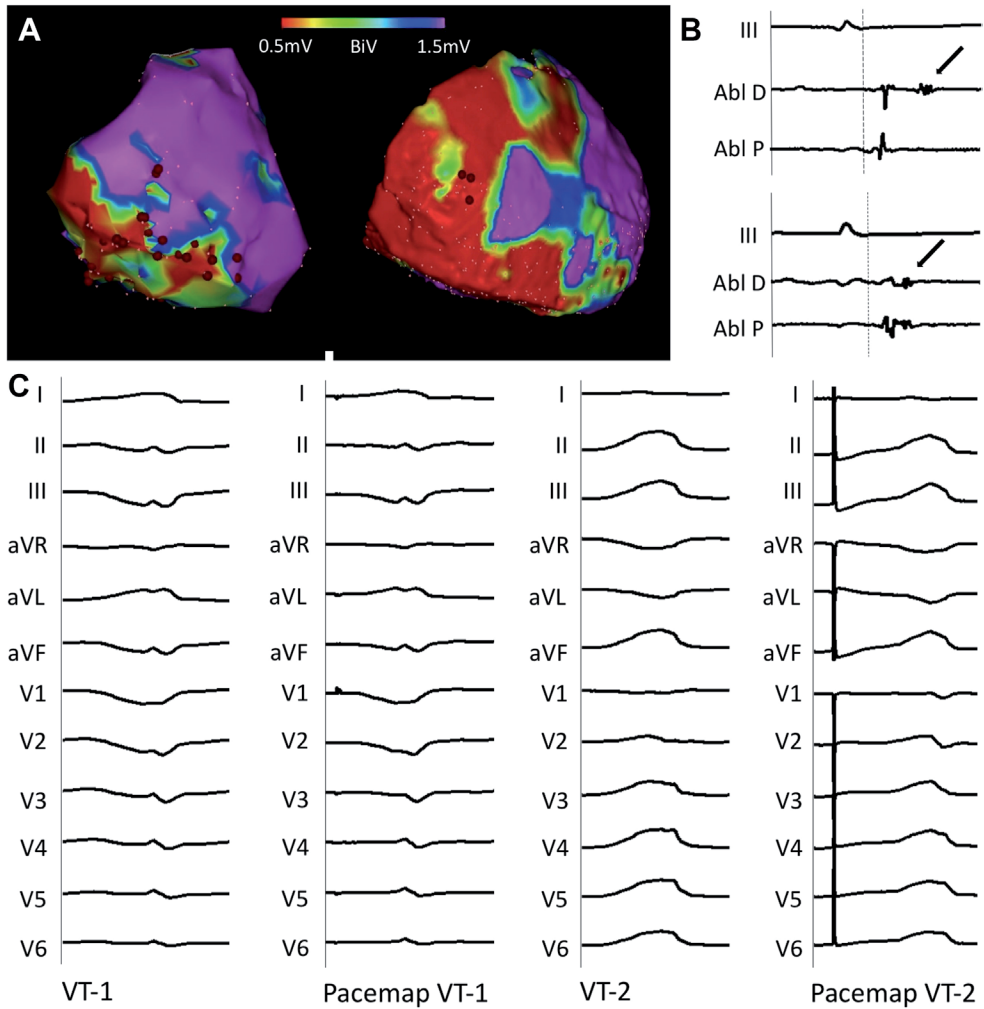 A
0.5mV BiV 1.5mV
B
III
Abl D
Abl P
III
Abl D
Abl P
C
I I I I
II II II II
III III III III
aVR aVR aVR aVR
aVL aVL aVL aVL
aVF aVF aVF aVF
V1 V1 V1 V1
V2 V2 V2 V2
V3 V3 V3 V3
V4 V4 V4 V4
V5 V5 V5 V5
V6 V6 V6 V6
VT-1 Pacemap VT-1 VT-2 Pacemap VT-2